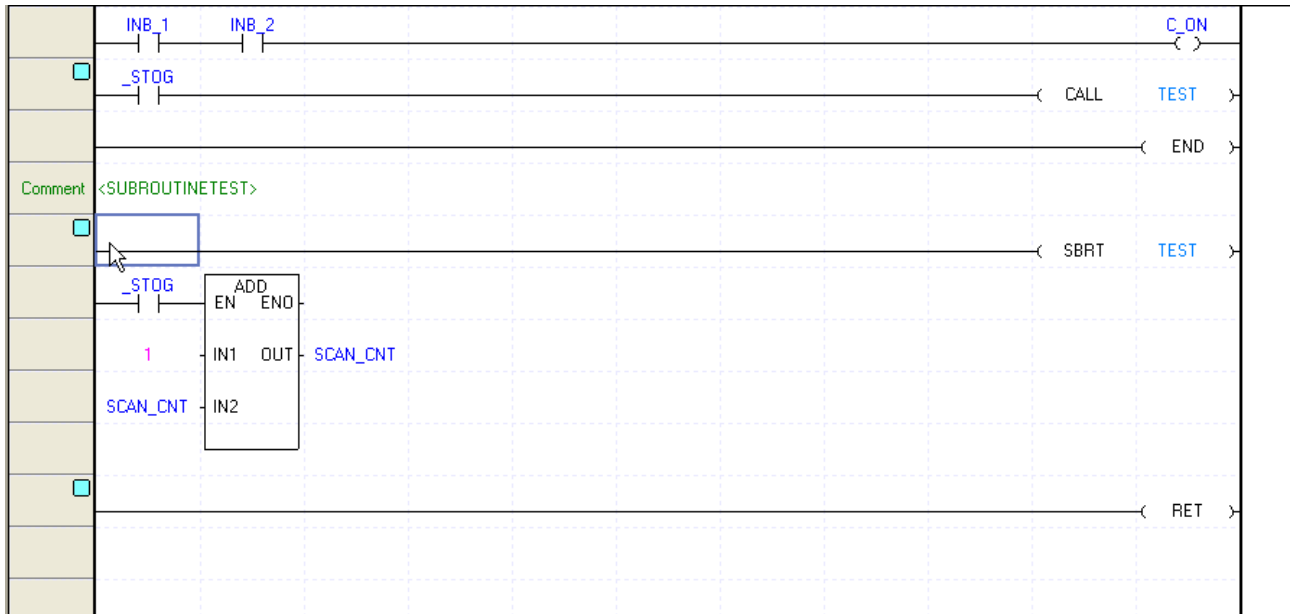 INB_1 INB_2 C_ON
_STOG
CALL TEST
END
Comment <SUBROUTINETEST>
SBRT TEST
_STOG ADD
EN ENO
1 IN1 OUT SCAN_CNT
SCAN_CNT IN2
RET